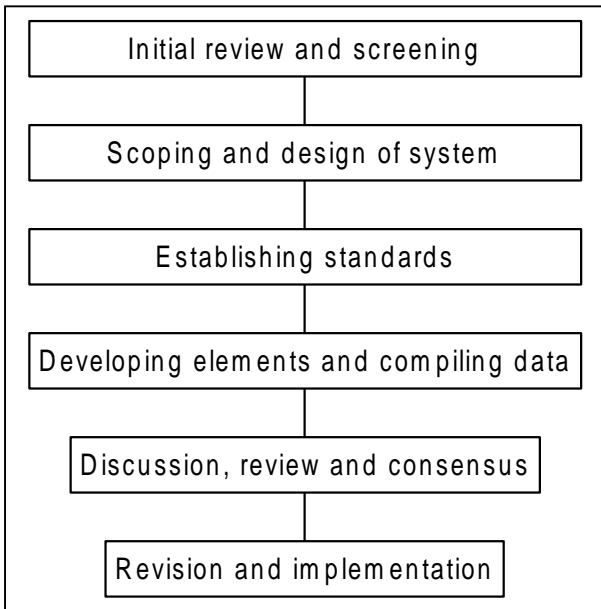 Initial review and screening
Scoping and design of system
Establishing standards
Developing elements and compiling data
Discussion, review and consensus
Revision and implementation